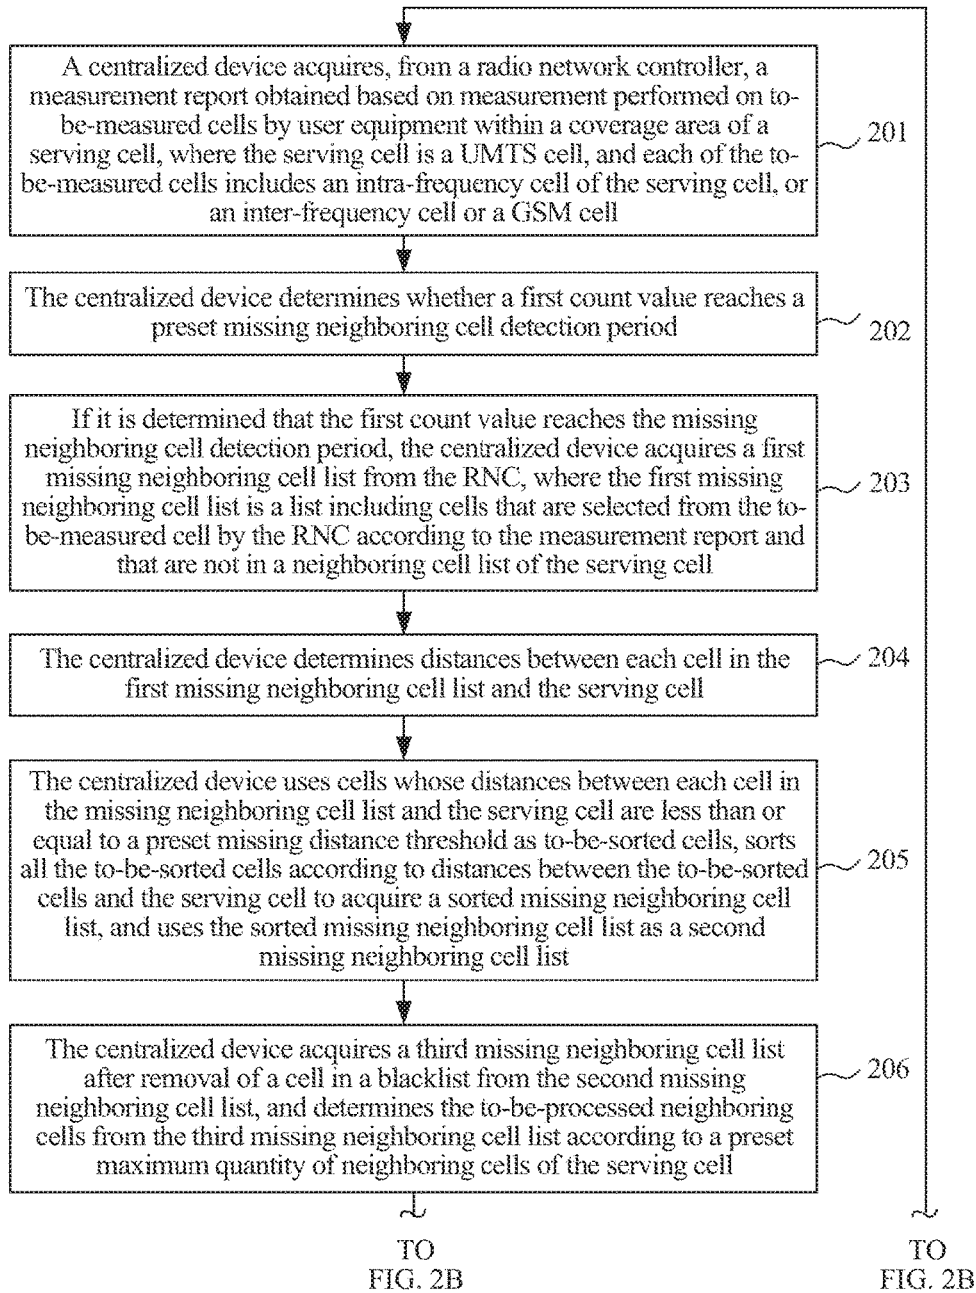 A centralized device acquires, from a radio network controller, a
measurement report obtained based on measurement performed on to-
be-measured cells by user equipment within a coverage area of a
serving cell, where the serving cell is a UMTS cell, and each of the to-
be-measured cells includes an intra-frequency cell of the serving cell, or
an inter-frequency cell or a GSM cell
201
The centralized device determines whether a first count value reaches a
preset missing neighboring cell detection period
202
If it is determined that the first count value reaches the missing
neighboring cell detection period, the centralized device acquires a first
missing neighboring cell list from the RNC, where the first missing
neighboring cell list is a list including cells that are selected from the to-
be-measured cell by the RNC according to the measurement report and
that are not in a neighboring cell list of the serving cell
203
The centralized device determines distances between each cell in the
first missing neighboring cell list and the serving cell
204
The centralized device uses cells whose distances between each cell in
the missing neighboring cell list and the serving cell are less than or
equal to a preset missing distance threshold as to-be-sorted cells, sorts
all the to-be-sorted cells according to distances between the to-be-sorted
cells and the serving cell to acquire a sorted missing neighboring cell
list, and uses the sorted missing neighboring cell list as a second
missing neighboring cell list
205
The centralized device acquires a third missing neighboring cell list
after removal of a cell in a blacklist from the second missing
neighboring cell list, and determines the to-be-processed neighboring
cells from the third missing neighboring cell list according to a preset
maximum quantity of neighboring cells of the serving cell
206
TO
FIG. 2B
TO
FIG. 2B